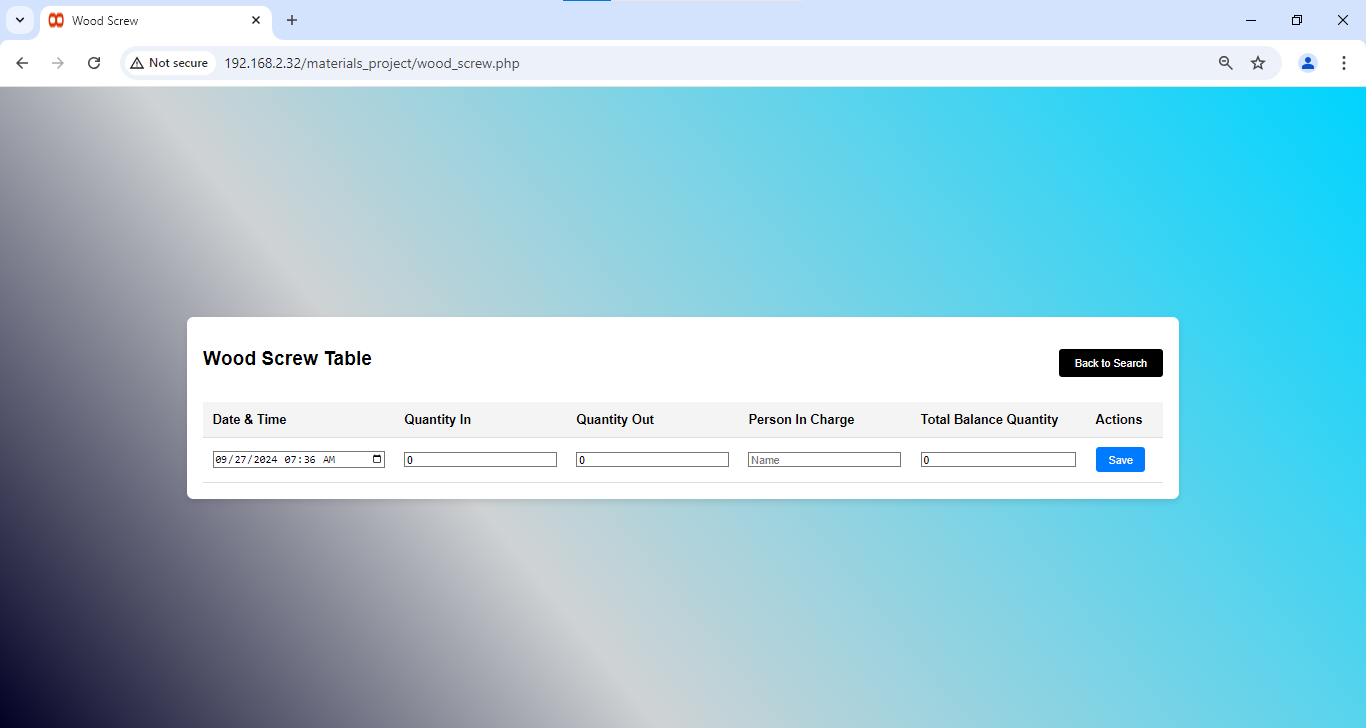 Wood Screw
Not secure
192.168.2.32/materials_project/wood_screw.php
Wood Screw Table
Back to Search
Date & Time Quantity In Quantity Out Person In Charge Total Balance Quantity Actions
09/27/2024 07:36 AM 0 0 Name 0 Save